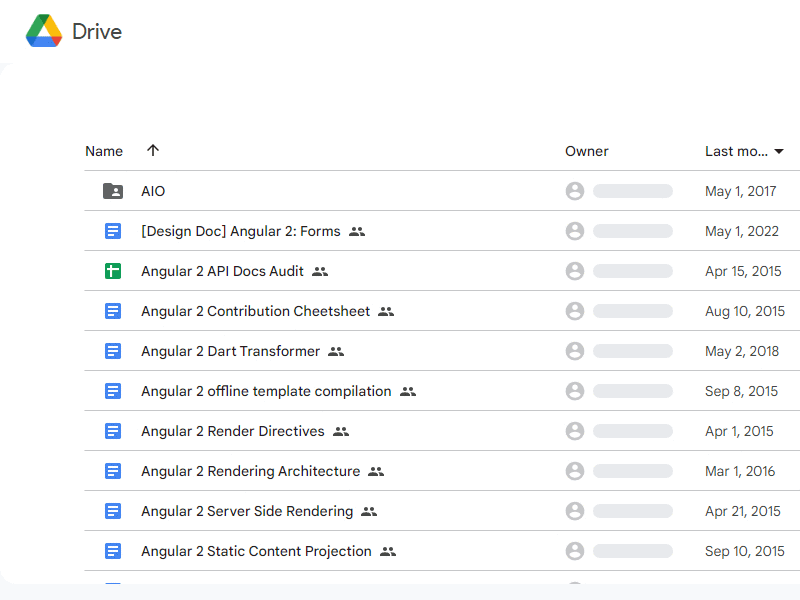 Drive
Name Owner Last mo...
AIO May 1, 2017
[Design Doc] Angular 2: Forms May 1, 2022
Angular 2 API Docs Audit Apr 15, 2015
Angular 2 Contribution Cheetsheet Aug 10, 2015
Angular 2 Dart Transformer May 2, 2018
Angular 2 offline template compilation Sep 8, 2015
Angular 2 Render Directives Apr 1, 2015
Angular 2 Rendering Architecture Mar 1, 2016
Angular 2 Server Side Rendering Apr 21, 2015
Angular 2 Static Content Projection Sep 10, 2015